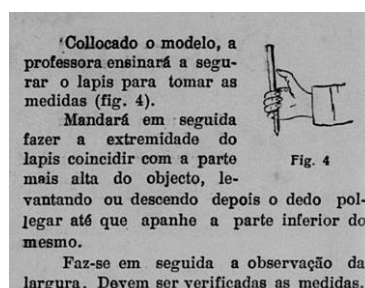 Collocado o modelo, a
professora ensinará a segu-
rar o lapis para tomar as
medidas (fig. 4).
Mandará em seguida
fazer a extremidade do
lapis coincidir com a parte
mais alta do objecto, le-
vantando ou descendo depois o dedo pol-
legar até que apanhe a parte inferior do
mesmo.
Faz-se em seguida a observação da
largura. Devem ser verificadas as medidas.
Fig. 4